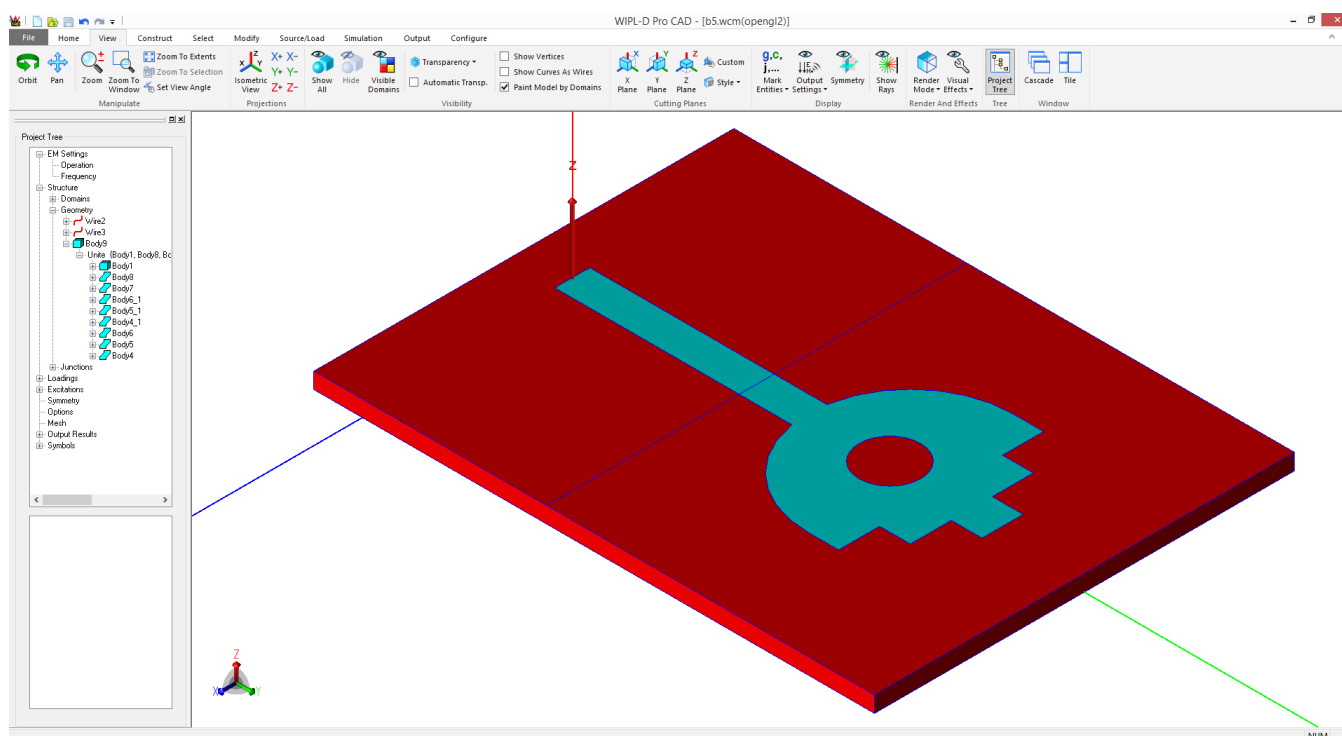 WIPL-D Pro CAD - [b5.wcm(opengl2)]
File Home View Construct Select Modify Source/Load Simulation Output Configure
Orbit
Pan
Zoom
Zoom To Window
Zoom To Extents
Zoom To Selection
Set View Angle
Manipulate
Isometric View
X+ X-
Y+ Y-
Z+ Z-
Projections
Show All
Hide
Visible Domains
Transparency
Automatic Transp.
Show Vertices
Show Curves As Wires
Paint Model by Domains
Visibility
X Plane
Y Plane
Z Plane
Custom
Style
Cutting Planes
g,c,
j,...
Mark Entities
Output Settings
Symmetry
Display
Show Rays
Render Mode
Visual Effects
Render And Effects
Project Tree
Tree
Cascade
Tile
Window
Project Tree
EM Settings
Operation
Frequency
Structure
Domains
Geometry
Wire2
Wire3
Body9
Unite (Body1, Body8, Bc
Body1
Body8
Body7
Body6_1
Body5_1
Body4_1
Body6
Body5
Body4
Junctions
Loadings
Excitations
Symmetry
Options
Mesh
Output Results
Symbols
Z
Z
X
Y
NUM